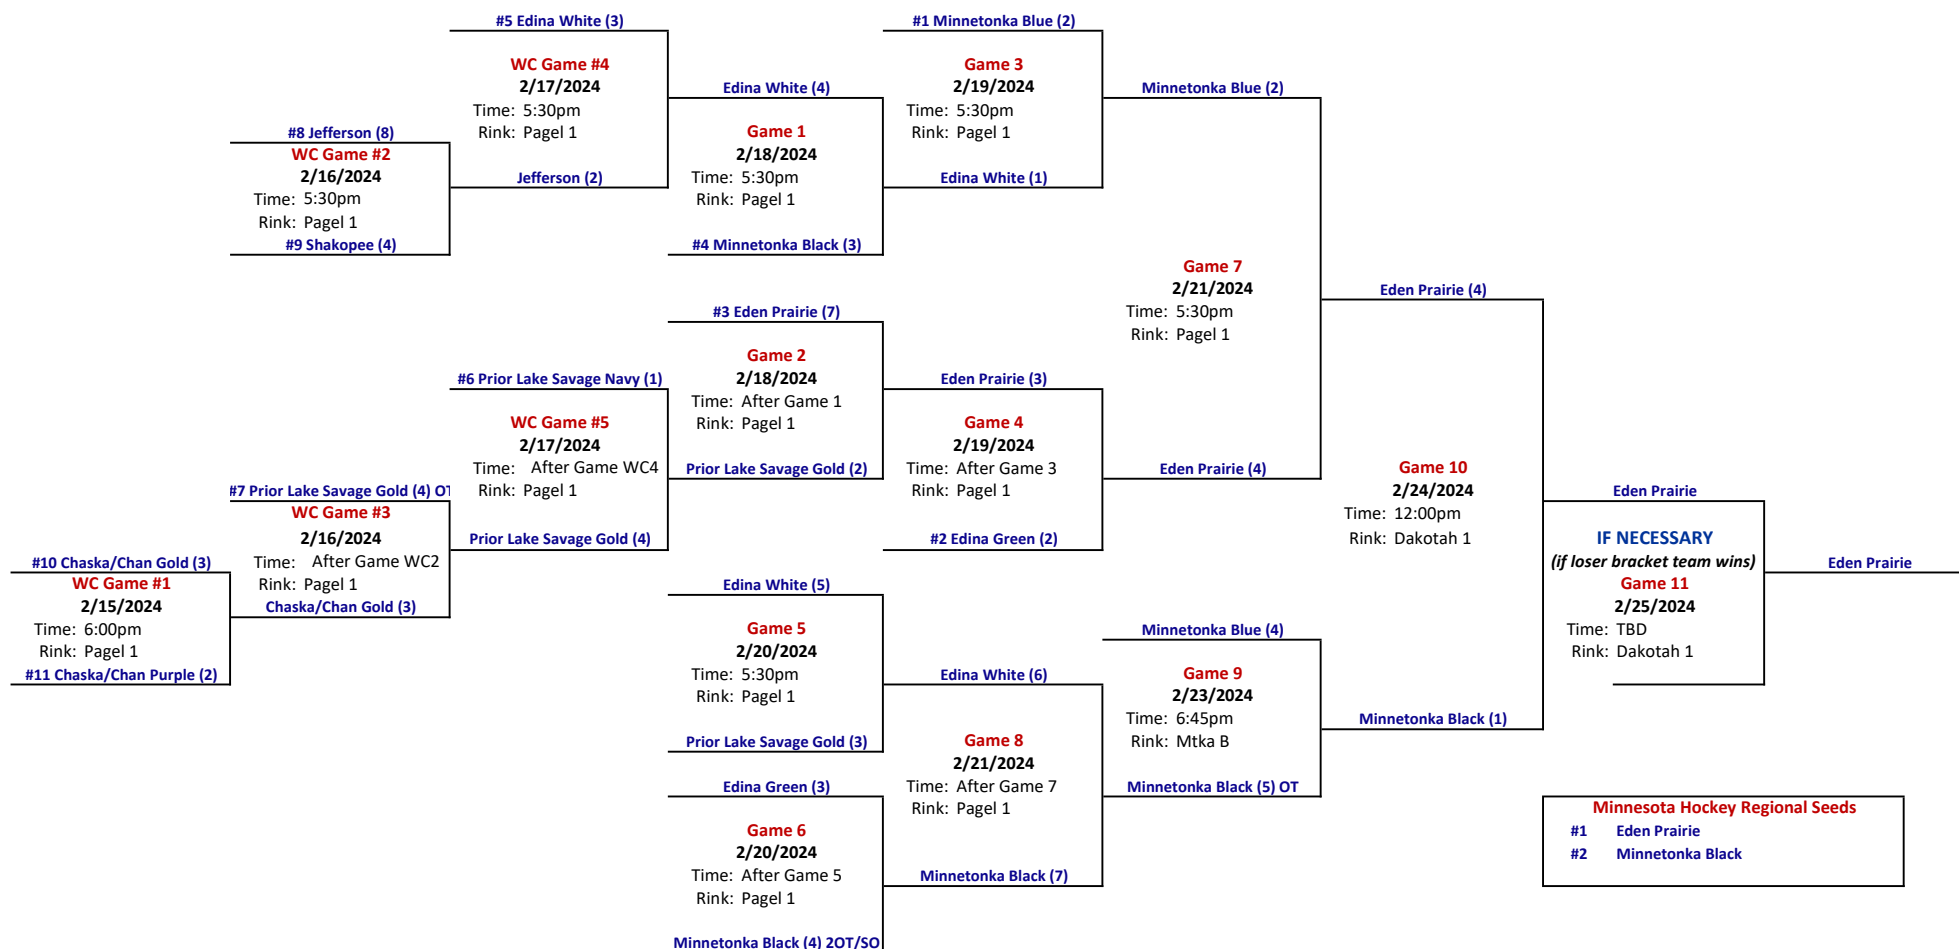 #5 Edina White (3)
WC Game #4
2/17/2024
Time: 5:30pm
Rink: Pagel 1
#8 Jefferson (8)
WC Game #2
2/16/2024
Time: 5:30pm
Rink: Pagel 1
#9 Shakopee (4)
Jefferson (2)
Edina White (4)
Game 1
2/18/2024
Time: 5:30pm
Rink: Pagel 1
#4 Minnetonka Black (3)
#1 Minnetonka Blue (2)
Game 3
2/19/2024
Time: 5:30pm
Rink: Pagel 1
Edina White (1)
Minnetonka Blue (2)
Game 7
2/21/2024
Time: 5:30pm
Rink: Pagel 1
#3 Eden Prairie (7)
Game 2
2/18/2024
Time: After Game 1
Rink: Pagel 1
Prior Lake Savage Gold (2)
#6 Prior Lake Savage Navy (1)
WC Game #5
2/17/2024
Time: After Game WC4
Rink: Pagel 1
Prior Lake Savage Gold (4)
#7 Prior Lake Savage Gold (4) OT
WC Game #3
2/16/2024
Time: After Game WC2
Rink: Pagel 1
Chaska/Chan Gold (3)
#10 Chaska/Chan Gold (3)
WC Game #1
2/15/2024
Time: 6:00pm
Rink: Pagel 1
#11 Chaska/Chan Purple (2)
Eden Prairie (3)
Game 4
2/19/2024
Time: After Game 3
Rink: Pagel 1
#2 Edina Green (2)
Eden Prairie (4)
Eden Prairie (4)
Game 10
2/24/2024
Time: 12:00pm
Rink: Dakotah 1
Eden Prairie
IF NECESSARY
(if loser bracket team wins)
Game 11
2/25/2024
Time: TBD
Rink: Dakotah 1
Eden Prairie
Edina White (5)
Game 5
2/20/2024
Time: 5:30pm
Rink: Pagel 1
Prior Lake Savage Gold (3)
Edina Green (3)
Game 6
2/20/2024
Time: After Game 5
Rink: Pagel 1
Minnetonka Black (4) 2OT/SO
Edina White (6)
Game 8
2/21/2024
Time: After Game 7
Rink: Pagel 1
Minnetonka Black (7)
Minnetonka Blue (4)
Game 9
2/23/2024
Time: 6:45pm
Rink: Mtka B
Minnetonka Black (5) OT
Minnetonka Black (1)
Minnesota Hockey Regional Seeds
#1 Eden Prairie
#2 Minnetonka Black